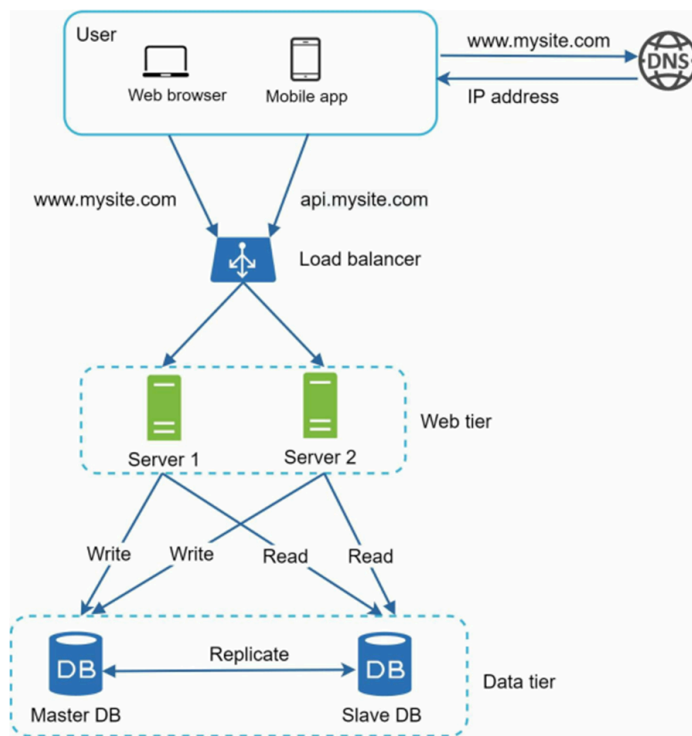 User
www.mysite.com
DNS
Web browser
Mobile app
IP address
www.mysite.com
api.mysite.com
Load balancer
Server 1
Server 2
Web tier
Write
Write
Read
Read
DB
Replicate
DB
Master DB
Slave DB
Data tier